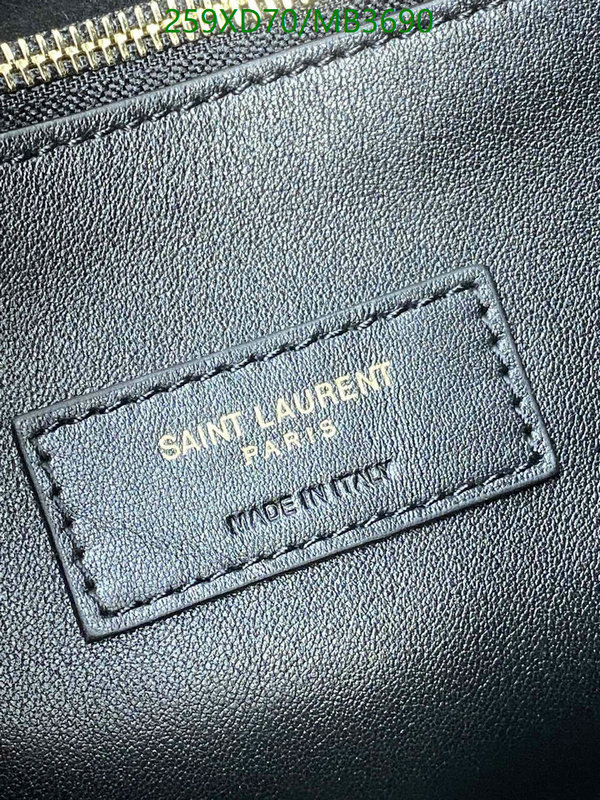 259XD70/MB3690
SAINT LAURENT
PARIS
MADE IN ITALY